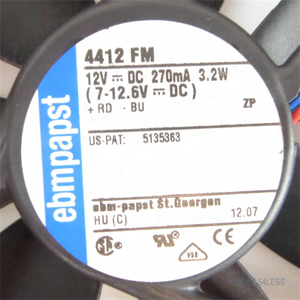 ebmpapst
4412 FM
12V ⎓ DC 270mA 3.2W
(7-12.6V ⎓ DC)
+ RD - BU ZP
US-PAT: 5135363
ebm-papst St.Georgen
HU (C) 12.07
VDE